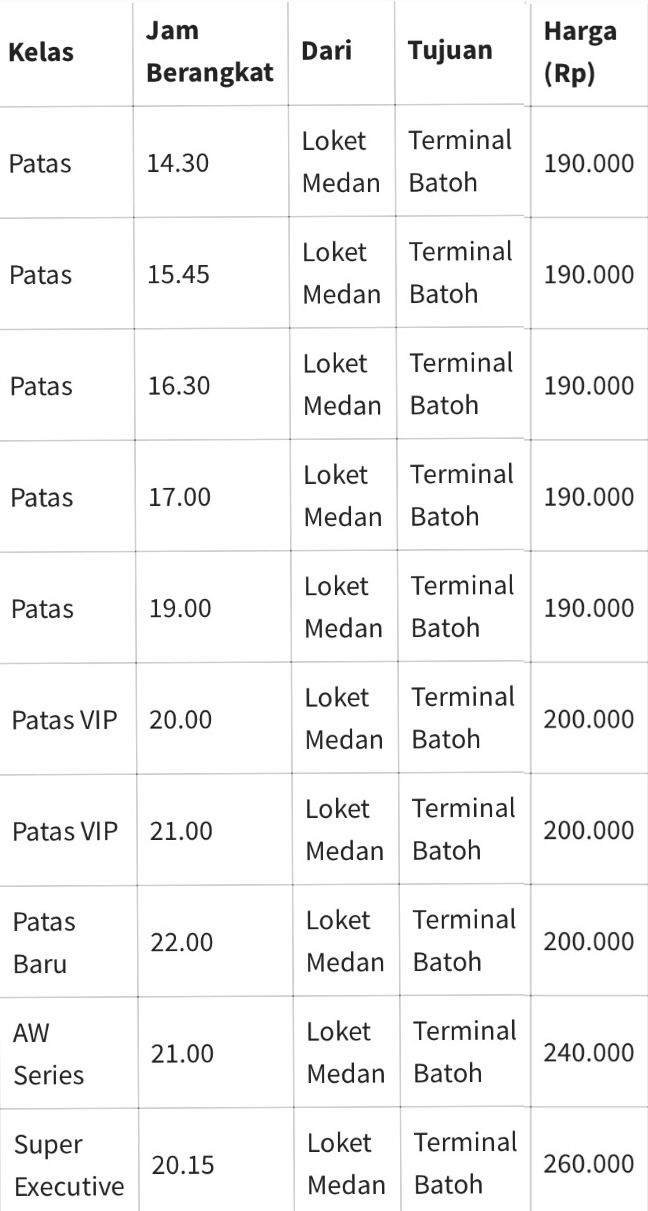 Kelas Jam Berangkat Dari Tujuan Harga (Rp)
Patas 14.30 Loket Medan Terminal Batoh 190.000
Patas 15.45 Loket Medan Terminal Batoh 190.000
Patas 16.30 Loket Medan Terminal Batoh 190.000
Patas 17.00 Loket Medan Terminal Batoh 190.000
Patas 19.00 Loket Medan Terminal Batoh 190.000
Patas VIP 20.00 Loket Medan Terminal Batoh 200.000
Patas VIP 21.00 Loket Medan Terminal Batoh 200.000
Patas Baru 22.00 Loket Medan Terminal Batoh 200.000
AW Series 21.00 Loket Medan Terminal Batoh 240.000
Super Executive 20.15 Loket Medan Terminal Batoh 260.000